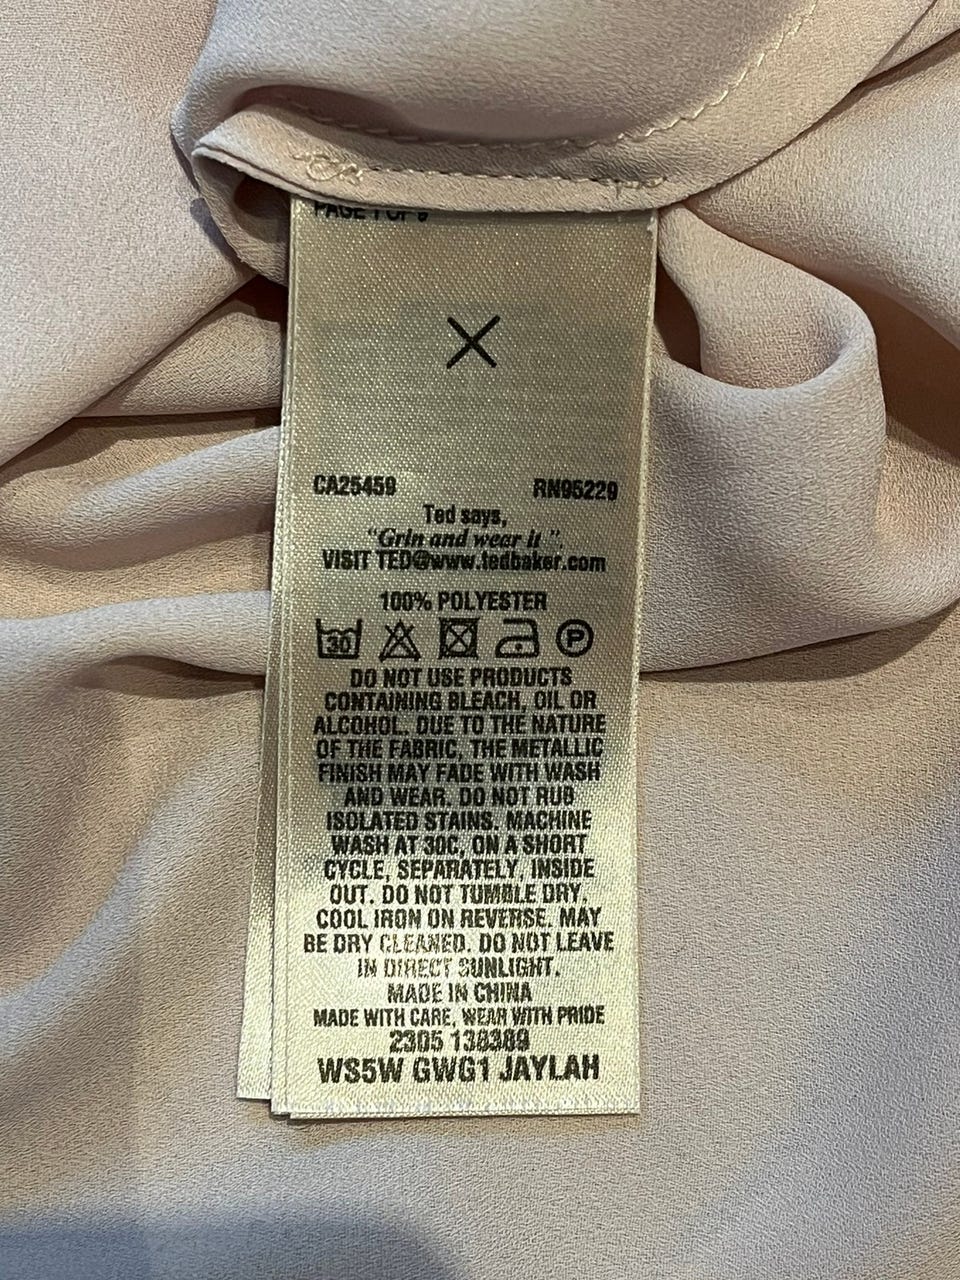 PAGE 1 OF 9
CA25459 RN95229
Ted says,
"Grin and wear it ".
VISIT TED@www.tedbaker.com
100% POLYESTER
30 P
DO NOT USE PRODUCTS
CONTAINING BLEACH, OIL OR
ALCOHOL. DUE TO THE NATURE
OF THE FABRIC, THE METALLIC
FINISH MAY FADE WITH WASH
AND WEAR. DO NOT RUB
ISOLATED STAINS. MACHINE
WASH AT 30C, ON A SHORT
CYCLE, SEPARATELY, INSIDE
OUT. DO NOT TUMBLE DRY.
COOL IRON ON REVERSE. MAY
BE DRY CLEANED. DO NOT LEAVE
IN DIRECT SUNLIGHT.
MADE IN CHINA
MADE WITH CARE, WEAR WITH PRIDE
2305 138389
WS5W GWG1 JAYLAH